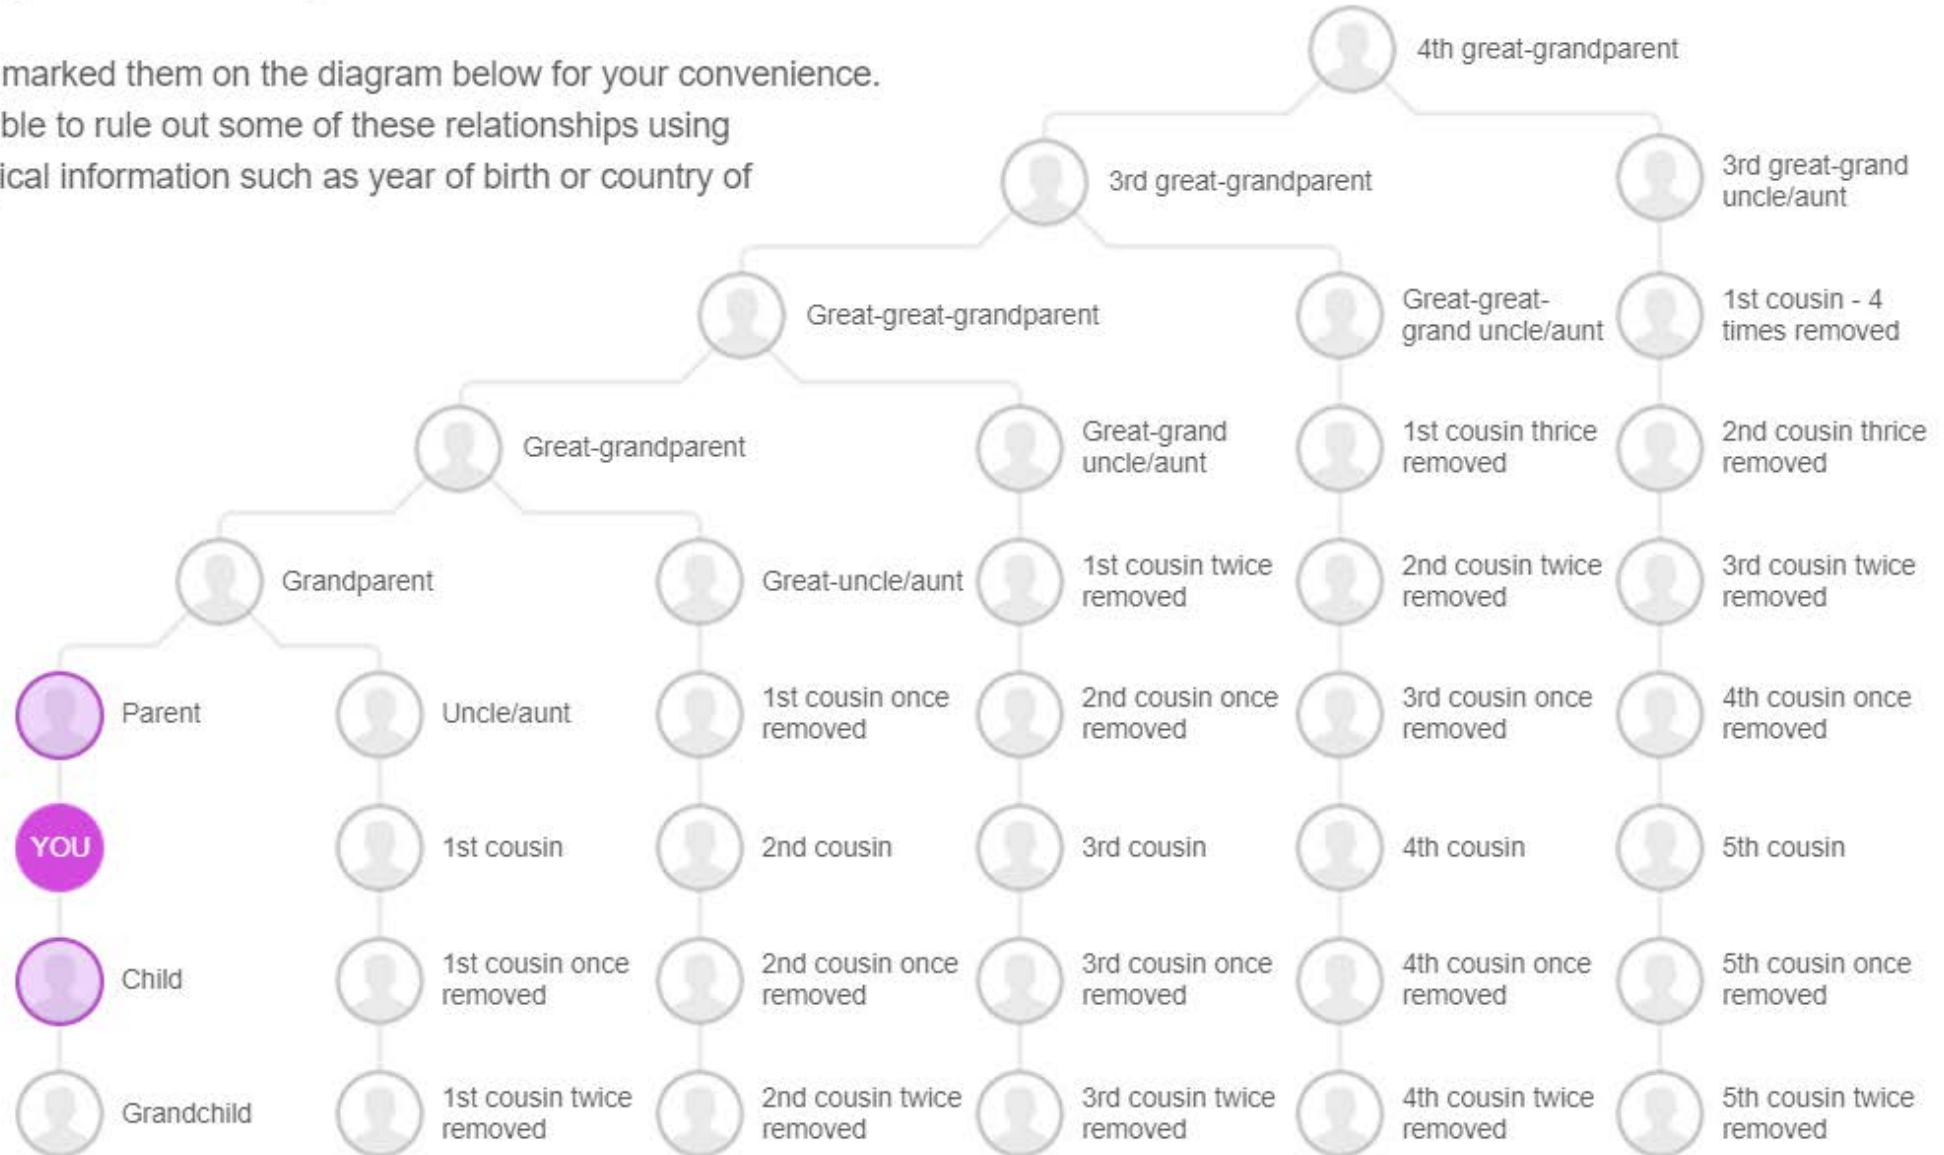 4th great-grandparent
marked them on the diagram below for your convenience.
ble to rule out some of these relationships using
ical information such as year of birth or country of
3rd great-grandparent
3rd great-grand
uncle/aunt
Great-great-grandparent
Great-great-
grand uncle/aunt
1st cousin - 4
times removed
Great-grandparent
Great-grand
uncle/aunt
1st cousin thrice
removed
2nd cousin thrice
removed
Grandparent
Great-uncle/aunt
1st cousin twice
removed
2nd cousin twice
removed
3rd cousin twice
removed
Parent
Uncle/aunt
1st cousin once
removed
2nd cousin once
removed
3rd cousin once
removed
4th cousin once
removed
YOU
1st cousin
2nd cousin
3rd cousin
4th cousin
5th cousin
Child
1st cousin once
removed
2nd cousin once
removed
3rd cousin once
removed
4th cousin once
removed
5th cousin once
removed
Grandchild
1st cousin twice
removed
2nd cousin twice
removed
3rd cousin twice
removed
4th cousin twice
removed
5th cousin twice
removed